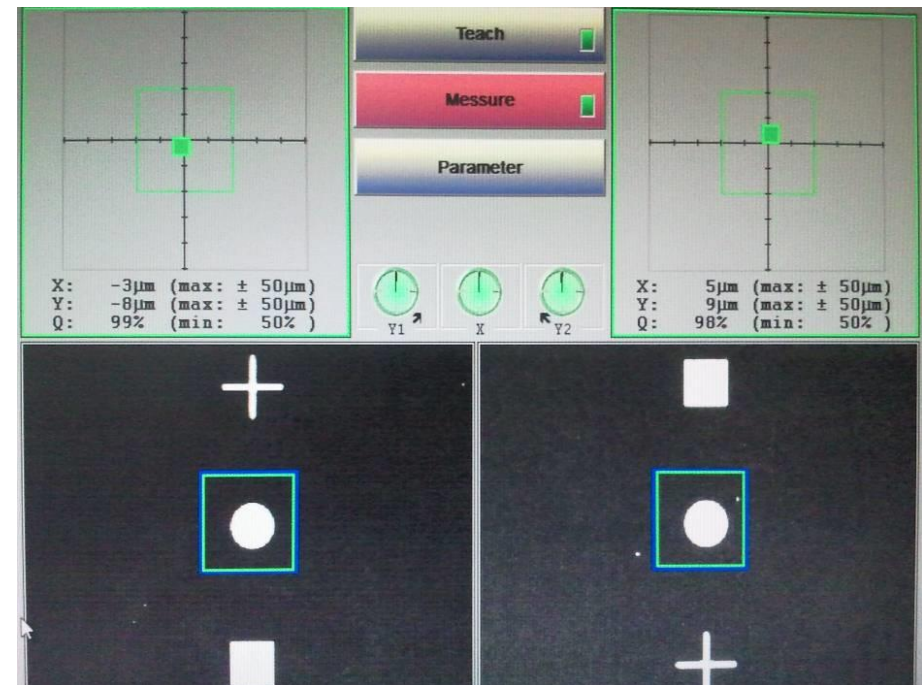 Teach
Messure
Parameter
X: -3µm (max: ± 50µm)
Y: -8µm (max: ± 50µm)
Q: 99% (min: 50% )
Y1
X
Y2
X: 5µm (max: ± 50µm)
Y: 9µm (max: ± 50µm)
Q: 98% (min: 50% )